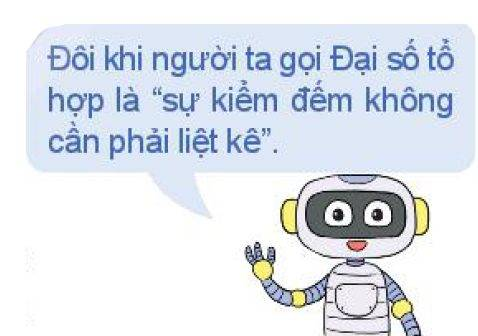 Đôi khi người ta gọi Đại số tổ
hợp là “sự kiểm đếm không
cần phải liệt kê”.